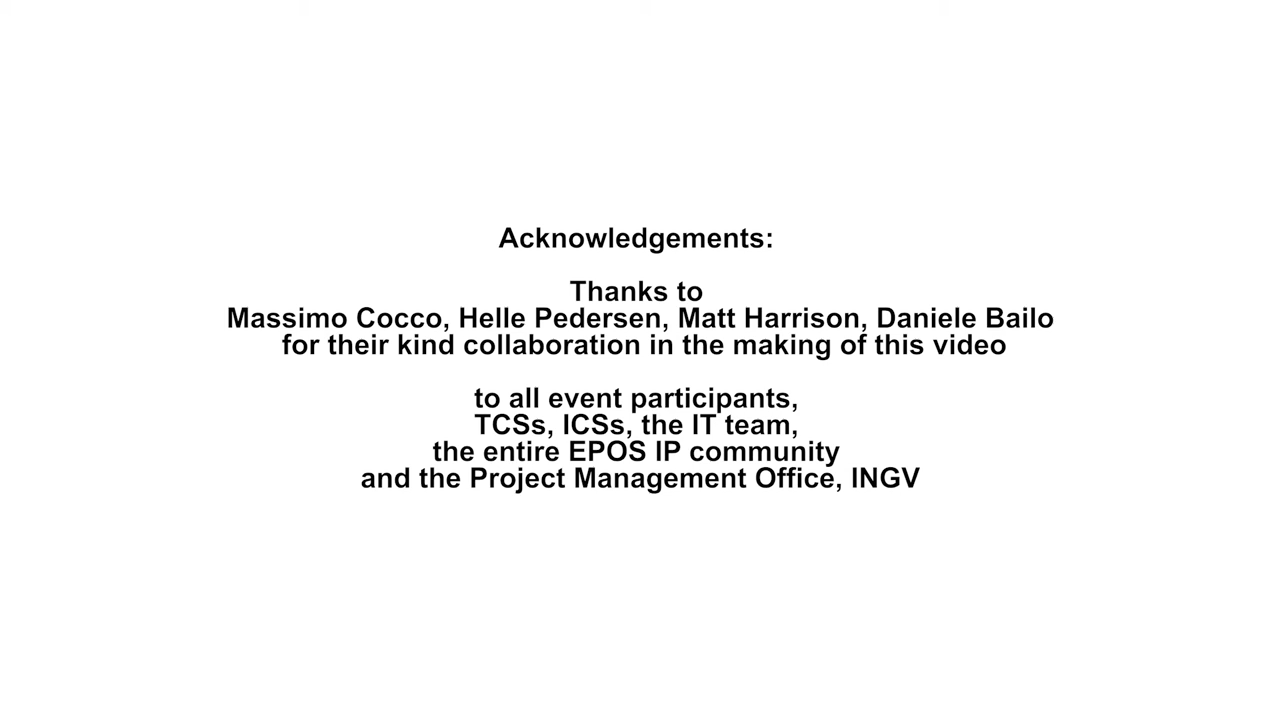 Acknowledgements:
Thanks to
Massimo Cocco, Helle Pedersen, Matt Harrison, Daniele Bailo
for their kind collaboration in the making of this video
to all event participants,
TCSs, ICSs, the IT team,
the entire EPOS IP community
and the Project Management Office, INGV